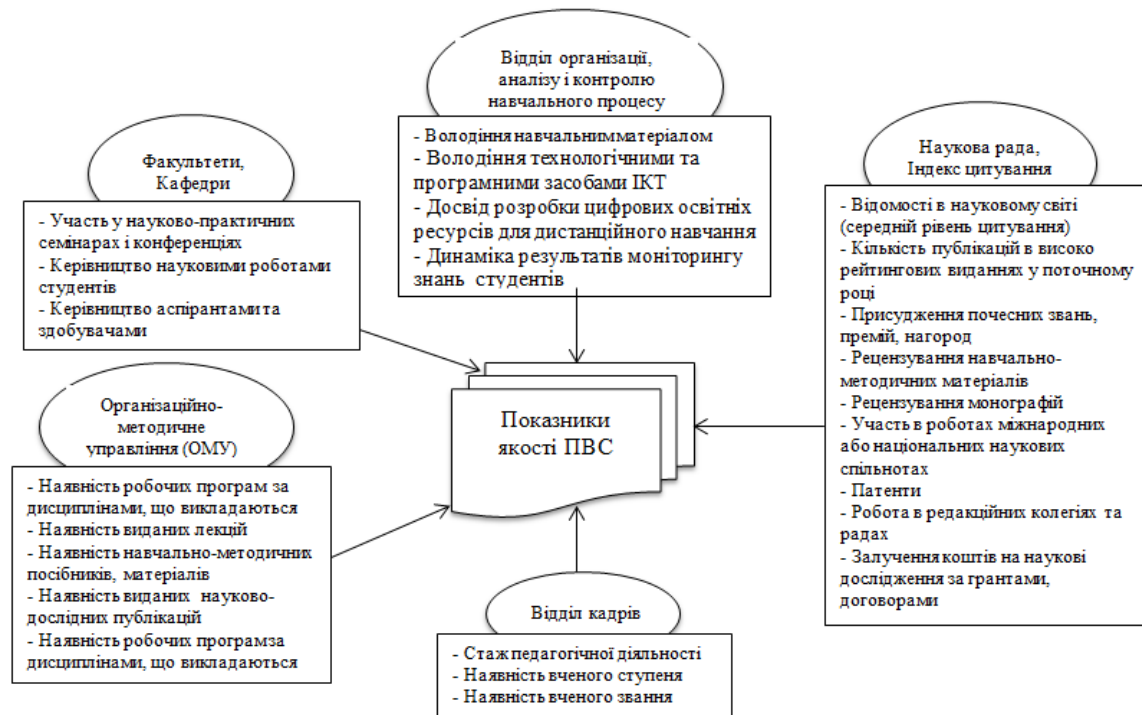 Відділ організації,
аналізу і контролю
навчального процесу
- Володіння навчальнимматеріалом
- Володіння технологічними та
програмними засобами ІКТ
- Досвід розробки цифрових освітніх
ресурсів для дистанційного навчання
- Динаміка результатів моніторингу
знань студентів
Факультети,
Кафедри
- Участь у науково-практичних
семінарах і конференціях
- Керівництво науковими роботами
студентів
- Керівництво аспірантами та
здобувачами
Наукова рада,
Індекс цитування
- Відомості в науковому світі
(середній рівень цитування)
- Кількість публікацій в високо
рейтингових виданнях у поточному
році
- Присудження почесних звань,
премій, нагород
- Рецензування навчально-
методичних матеріалів
- Рецензування монографій
- Участь в роботах міжнародних
або національних наукових
спільнотах
- Патенти
- Робота в редакційних колегіях та
радах
- Залучення коштів на наукові
дослідження за грантами,
договорами
Показники
якості ПВС
Організаційно-
методичне
управління (ОМУ)
- Наявність робочих програм за
дисциплінами, що викладаються
- Наявність виданих лекцій
- Наявність навчально-методичних
посібників, матеріалів
- Наявність виданих науково-
дослідних публікацій
- Наявність робочих програмза
дисциплінами, що викладаються
Відділ кадрів
- Стаж педагогічної діяльності
- Наявність вченого ступеня
- Наявність вченого звання